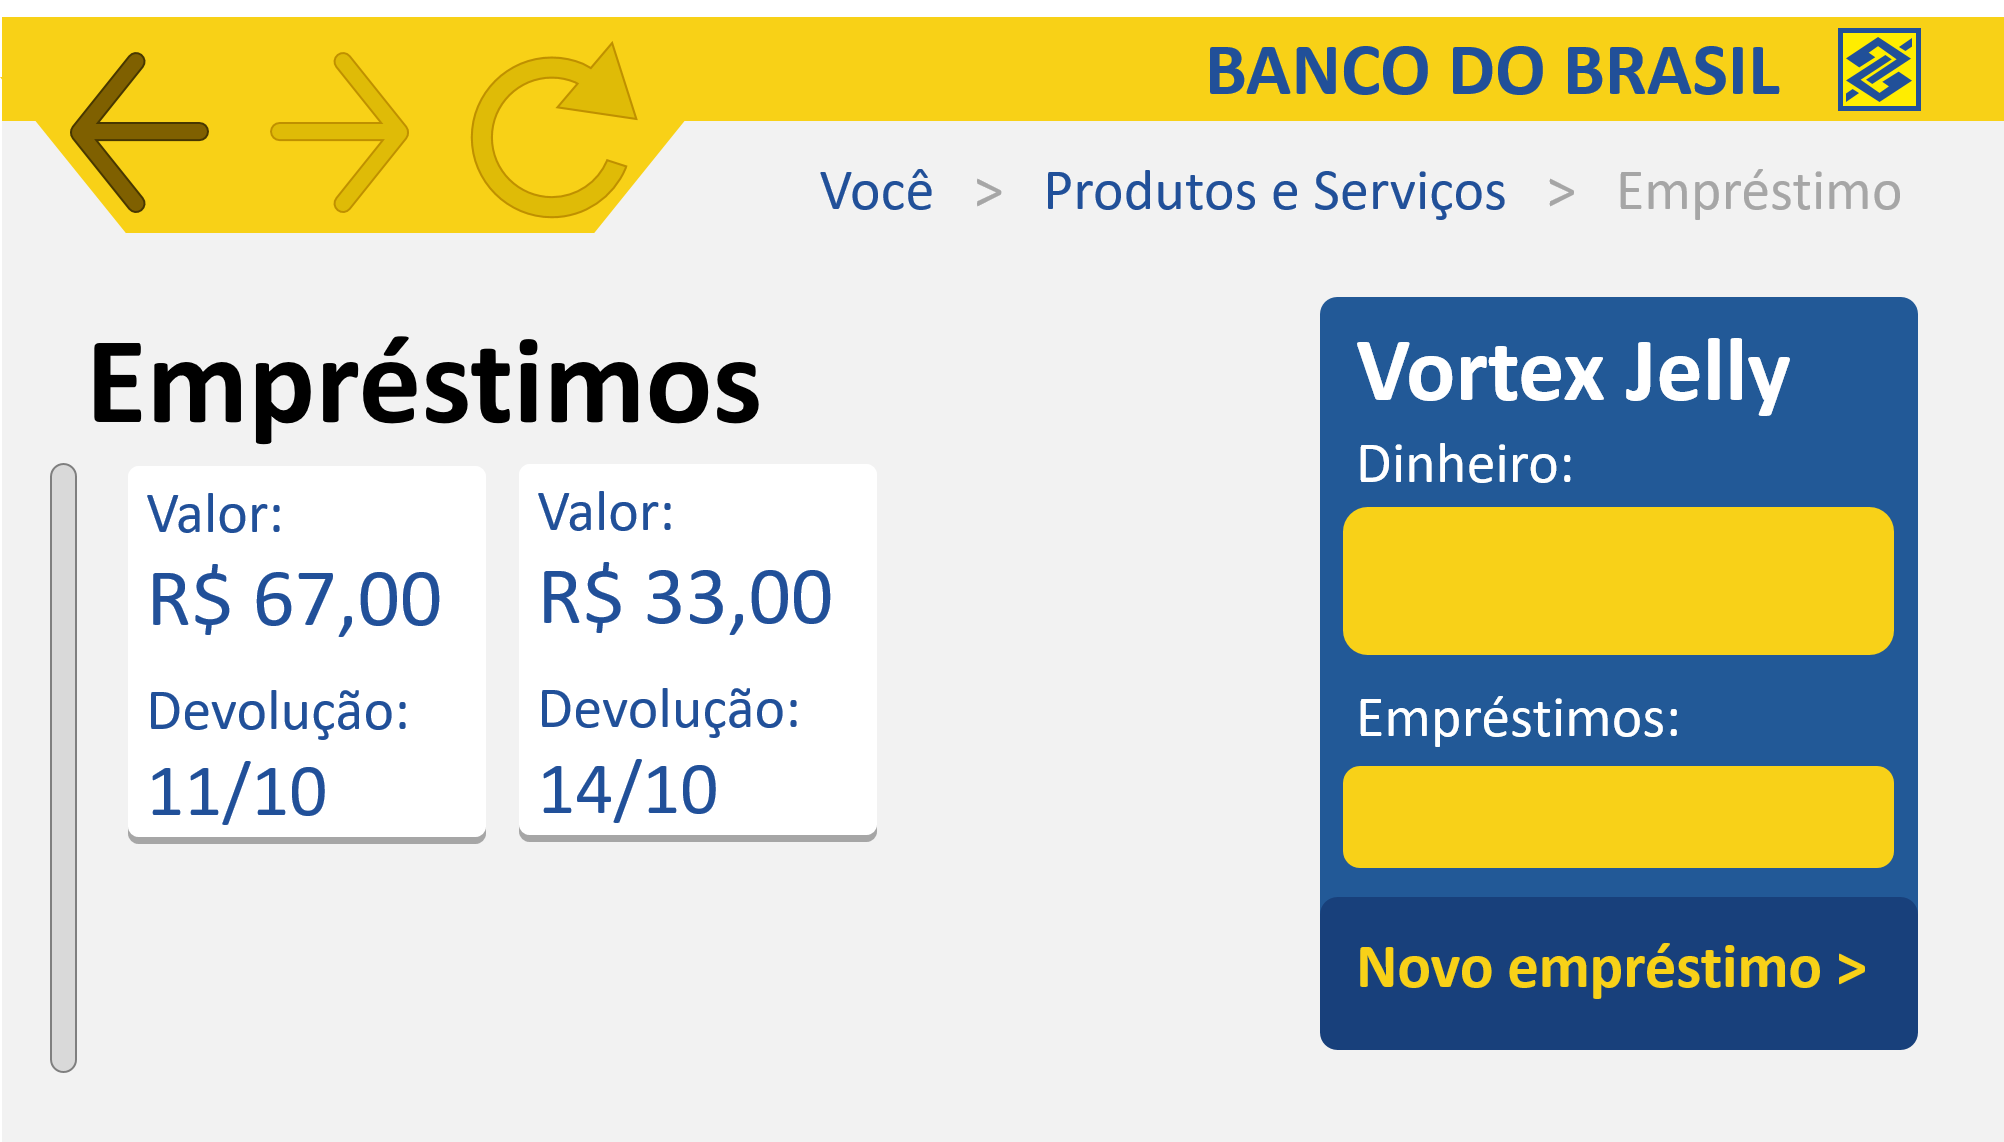 BANCO DO BRASIL
Você > Produtos e Serviços > Empréstimo
Empréstimos
Valor:
R$ 67,00
Devolução:
11/10
Valor:
R$ 33,00
Devolução:
14/10
Vortex Jelly
Dinheiro:
Empréstimos:
Novo empréstimo >